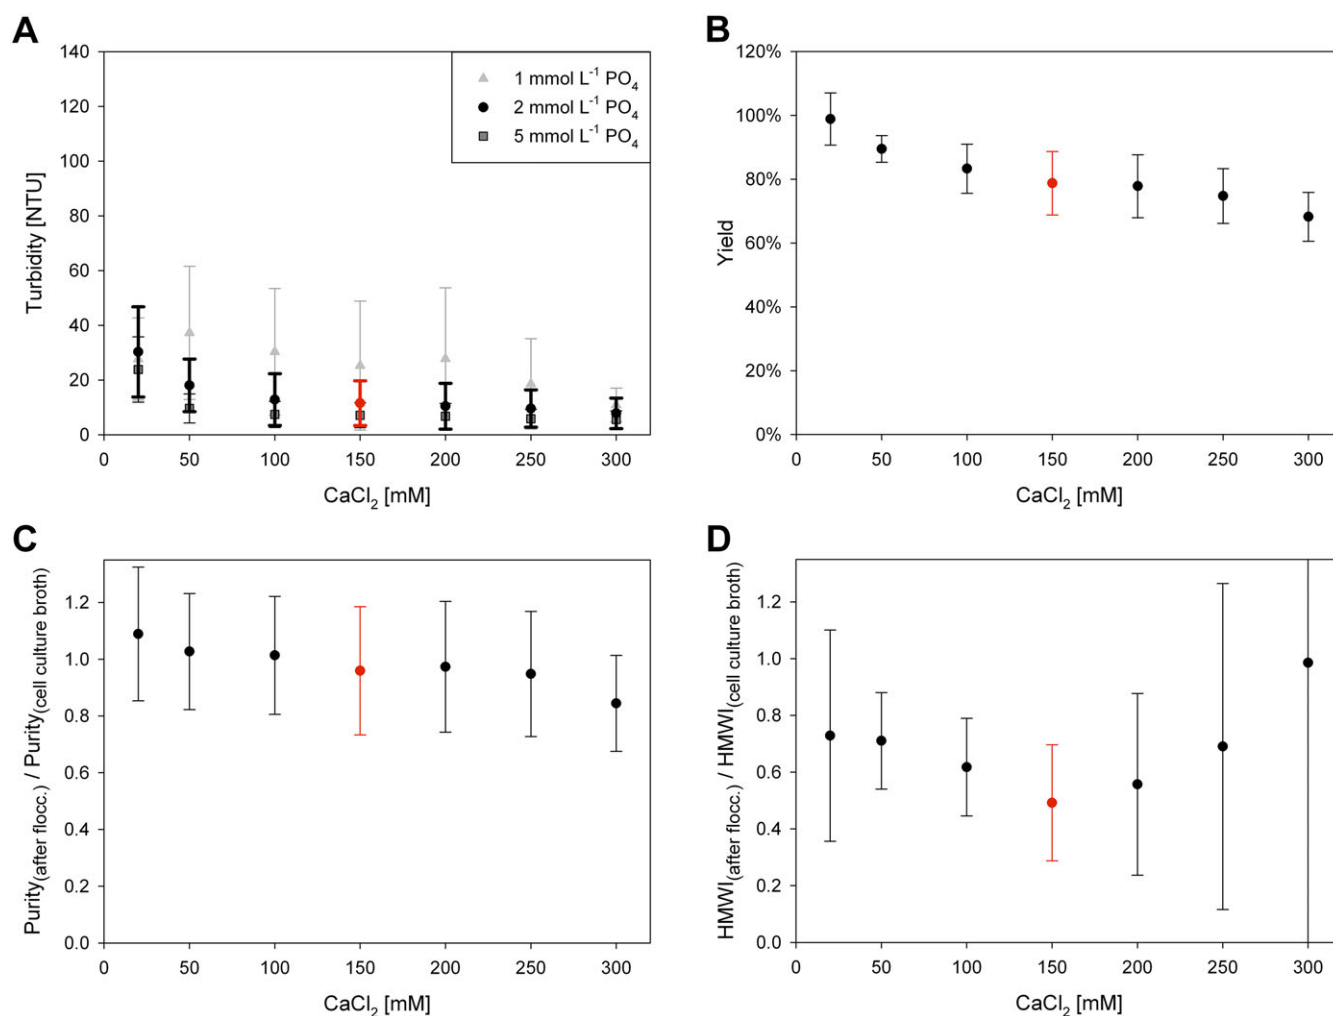 A
140
120
100
80
60
40
20
0
Turbidity [NTU]
1 mmol L⁻¹ PO₄
2 mmol L⁻¹ PO₄
5 mmol L⁻¹ PO₄
0 50 100 150 200 250 300
CaCl₂ [mM]
B
120%
100%
80%
60%
40%
20%
0%
Yield
0 50 100 150 200 250 300
CaCl₂ [mM]
C
1.2
1.0
0.8
0.6
0.4
0.2
0.0
Purity(after flocc.) / Purity(cell culture broth)
0 50 100 150 200 250 300
CaCl₂ [mM]
D
1.2
1.0
0.8
0.6
0.4
0.2
0.0
HMWI(after flocc.) / HMWI(cell culture broth)
0 50 100 150 200 250 300
CaCl₂ [mM]